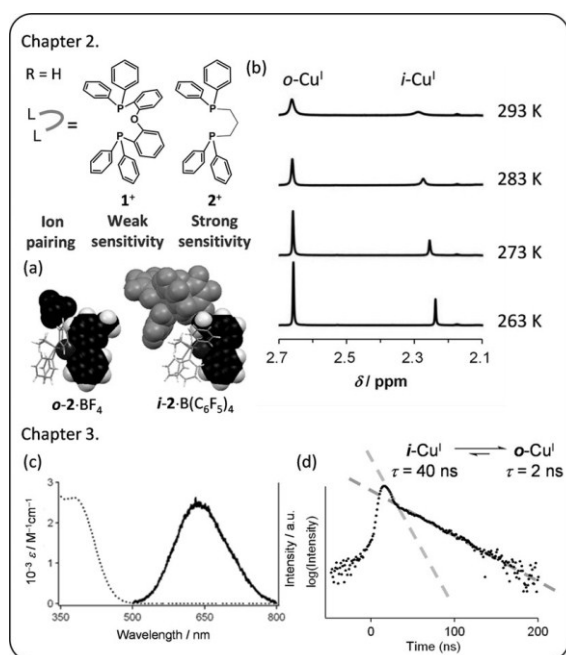 Chapter 2.
R = H
L
L
=
P
O
P
1⁺
P
P
2⁺
Ion pairing
Weak sensitivity
Strong sensitivity
(a)
o-2·BF₄
i-2·B(C₆F₅)₄
(b)
o-Cuᴵ
i-Cuᴵ
293 K
283 K
273 K
263 K
2.7 2.5 2.3 2.1
δ / ppm
Chapter 3.
(c)
10⁻³ ε / M⁻¹cm⁻¹
3
2
1
0
350 500 650 800
Wavelength / nm
Intensity / a.u.
(d)
i-Cuᴵ ⇌ o-Cuᴵ
τ = 40 ns τ = 2 ns
log(Intensity)
0 100 200
Time (ns)